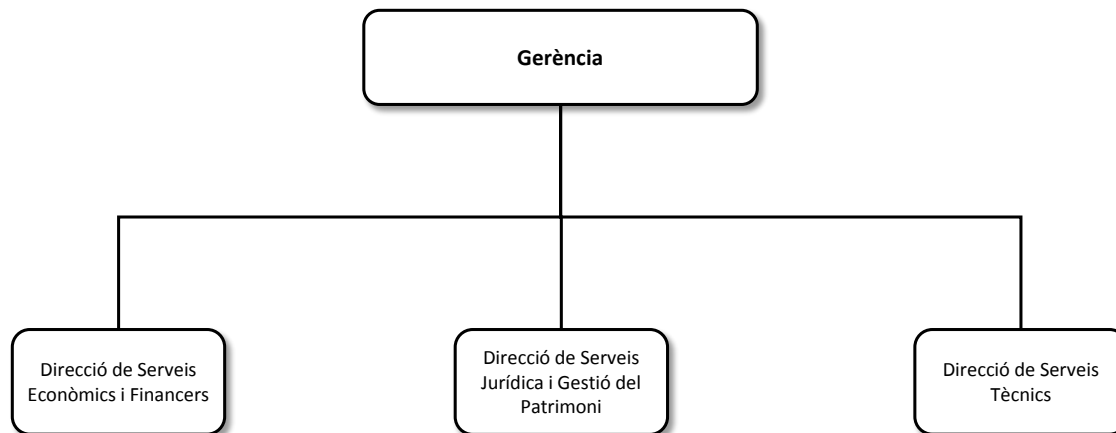 Gerència
Direcció de Serveis
Econòmics i Financers
Direcció de Serveis
Jurídica i Gestió del
Patrimoni
Direcció de Serveis
Tècnics